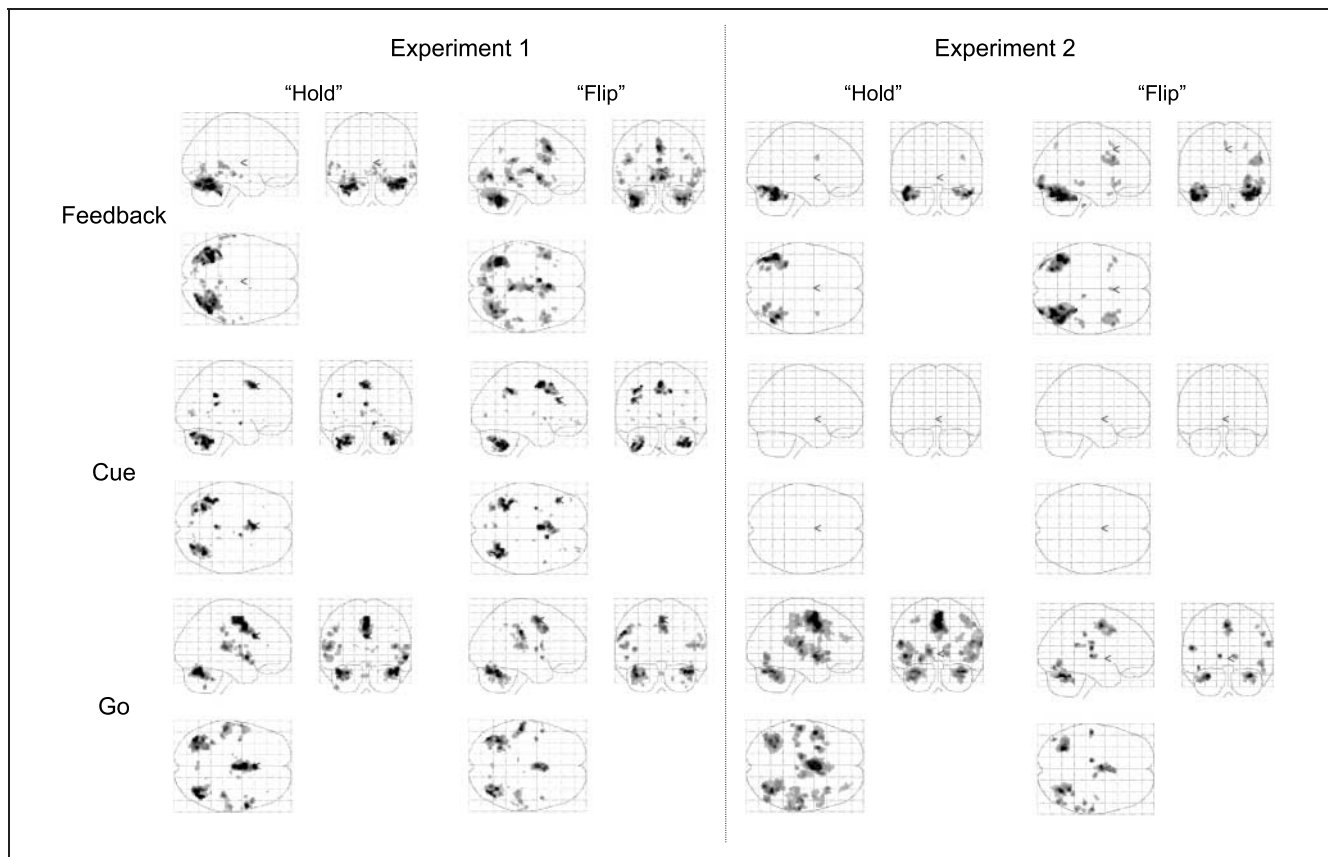 Experiment 1
Experiment 2
“Hold”
“Flip”
“Hold”
“Flip”
Feedback
Cue
Go